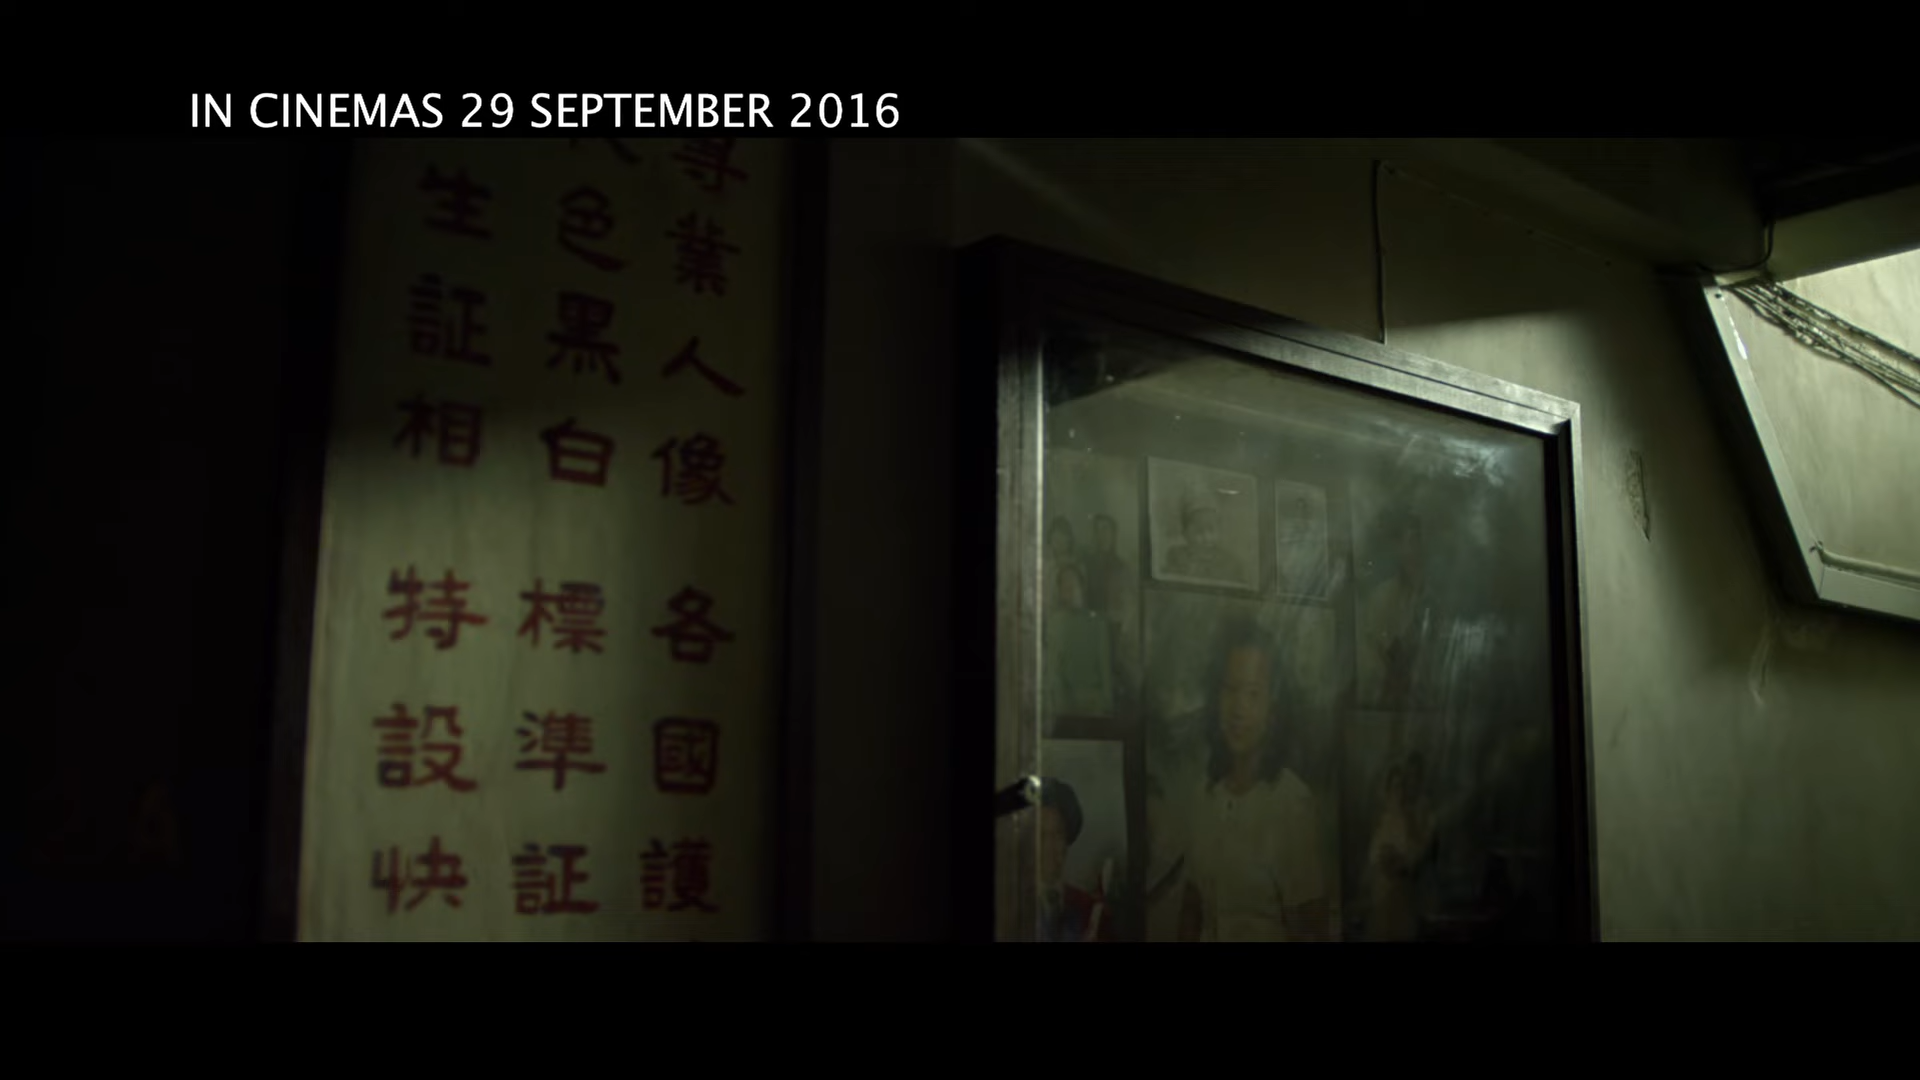 IN CINEMAS 29 SEPTEMBER 2016
專業人像 各國護
色黑白 標準証
生証相 特設快